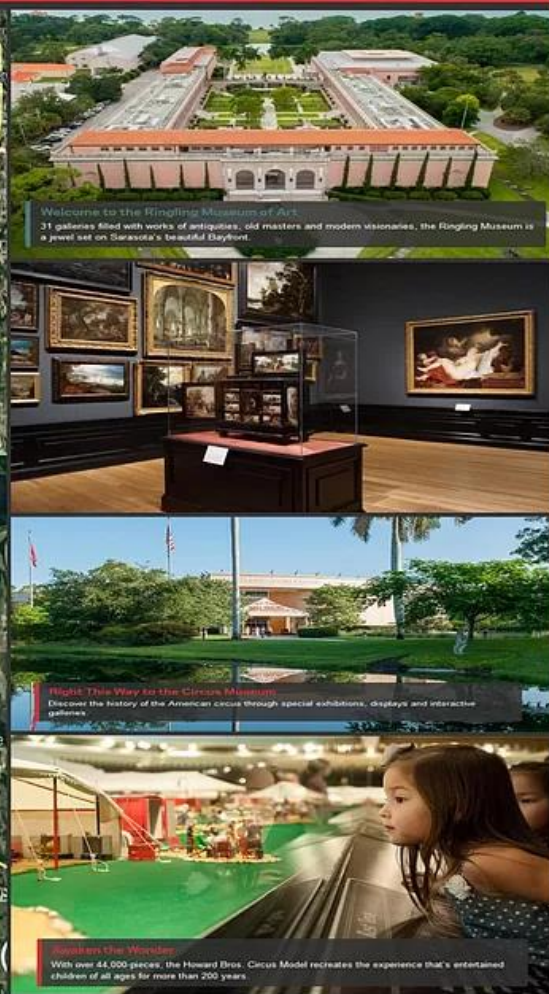 Welcome to the Ringling Museum of Art
31 galleries filled with works of antiquities, old masters and modern visionaries, the Ringling Museum is
a jewel set on Sarasota's beautiful Bayfront.
Right This Way to the Circus Museum
Discover the history of the American circus through special exhibitions, displays and interactive
galleries
Awaken the Wonder
With over 44,000-pieces, the Howard Bros. Circus Model recreates the experience that's entertained
children of all ages for more than 200 years.